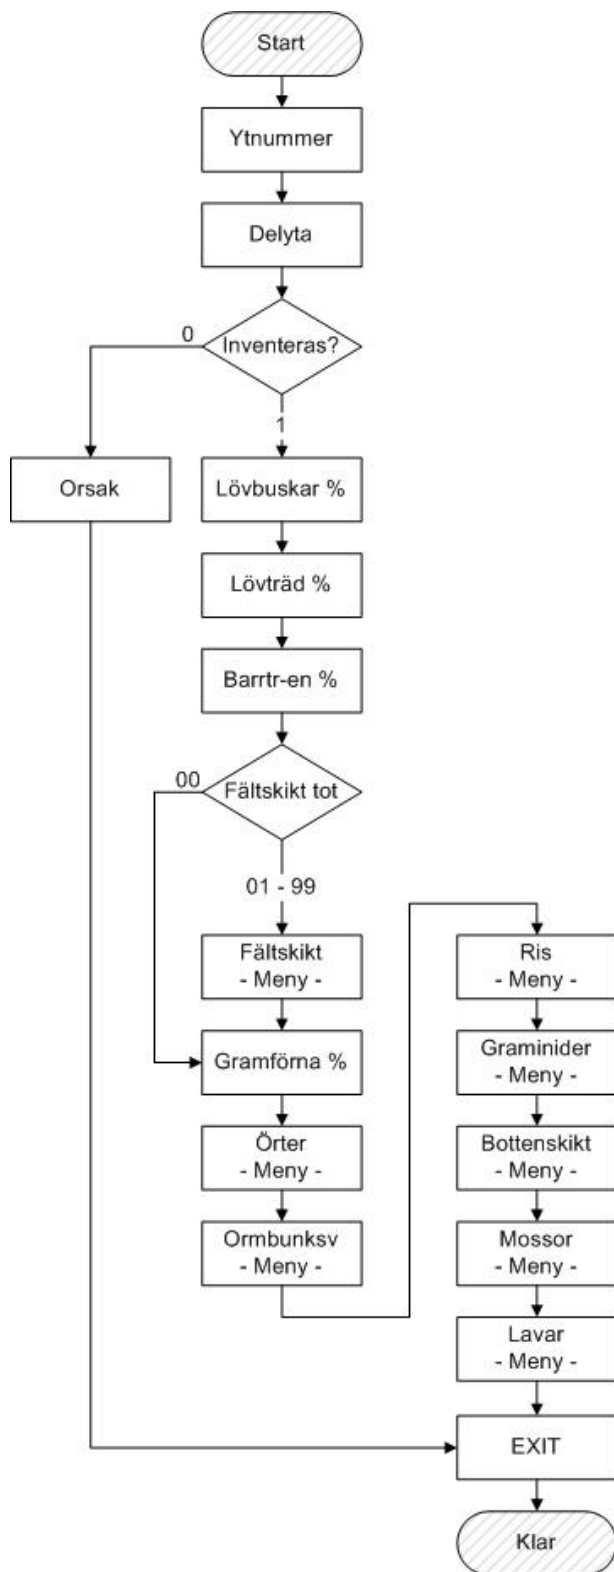 Start
Ytnummer
Delyta
Inventeras?
0
1
Orsak
Lövbuskar %
Lövträd %
Barrtr-en %
Fältskikt tot
00
01 - 99
Fältskikt
- Meny -
Gramförna %
Örter
- Meny -
Ormbunksv
- Meny -
Ris
- Meny -
Graminider
- Meny -
Bottenskikt
- Meny -
Mossor
- Meny -
Lavar
- Meny -
EXIT
Klar